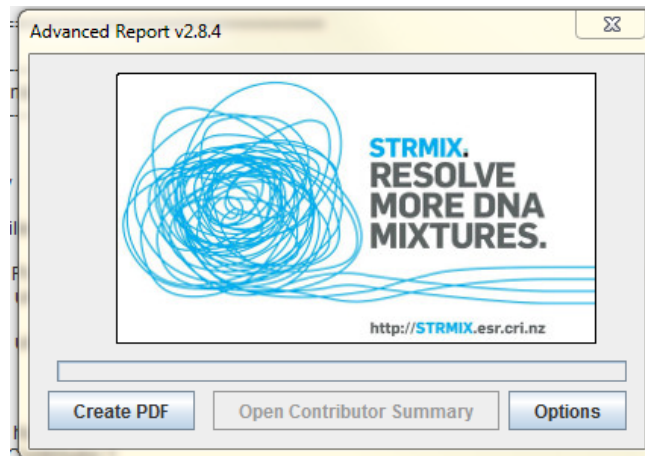 Advanced Report v2.8.4
STRMIX.
RESOLVE
MORE DNA
MIXTURES.
http://STRMIX.esr.cri.nz
Create PDF
Open Contributor Summary
Options